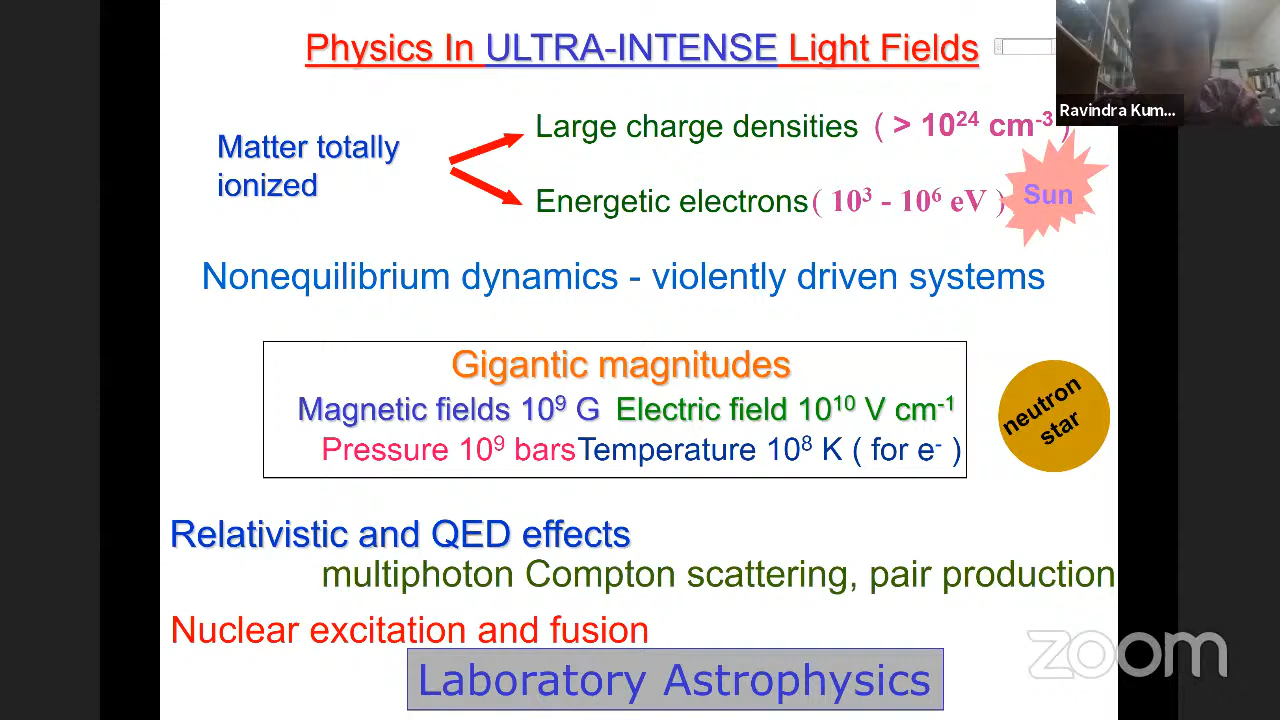 Physics In ULTRA-INTENSE Light Fields
Ravindra Kum...
Matter totally
ionized
Large charge densities ( > 10²⁴ cm⁻³ )
Energetic electrons ( 10³ - 10⁶ eV )
Sun
Nonequilibrium dynamics - violently driven systems
Gigantic magnitudes
Magnetic fields 10⁹ G Electric field 10¹⁰ V cm⁻¹
Pressure 10⁹ bars Temperature 10⁸ K ( for e⁻ )
neutron
star
Relativistic and QED effects
multiphoton Compton scattering, pair production
Nuclear excitation and fusion
Laboratory Astrophysics
zoom